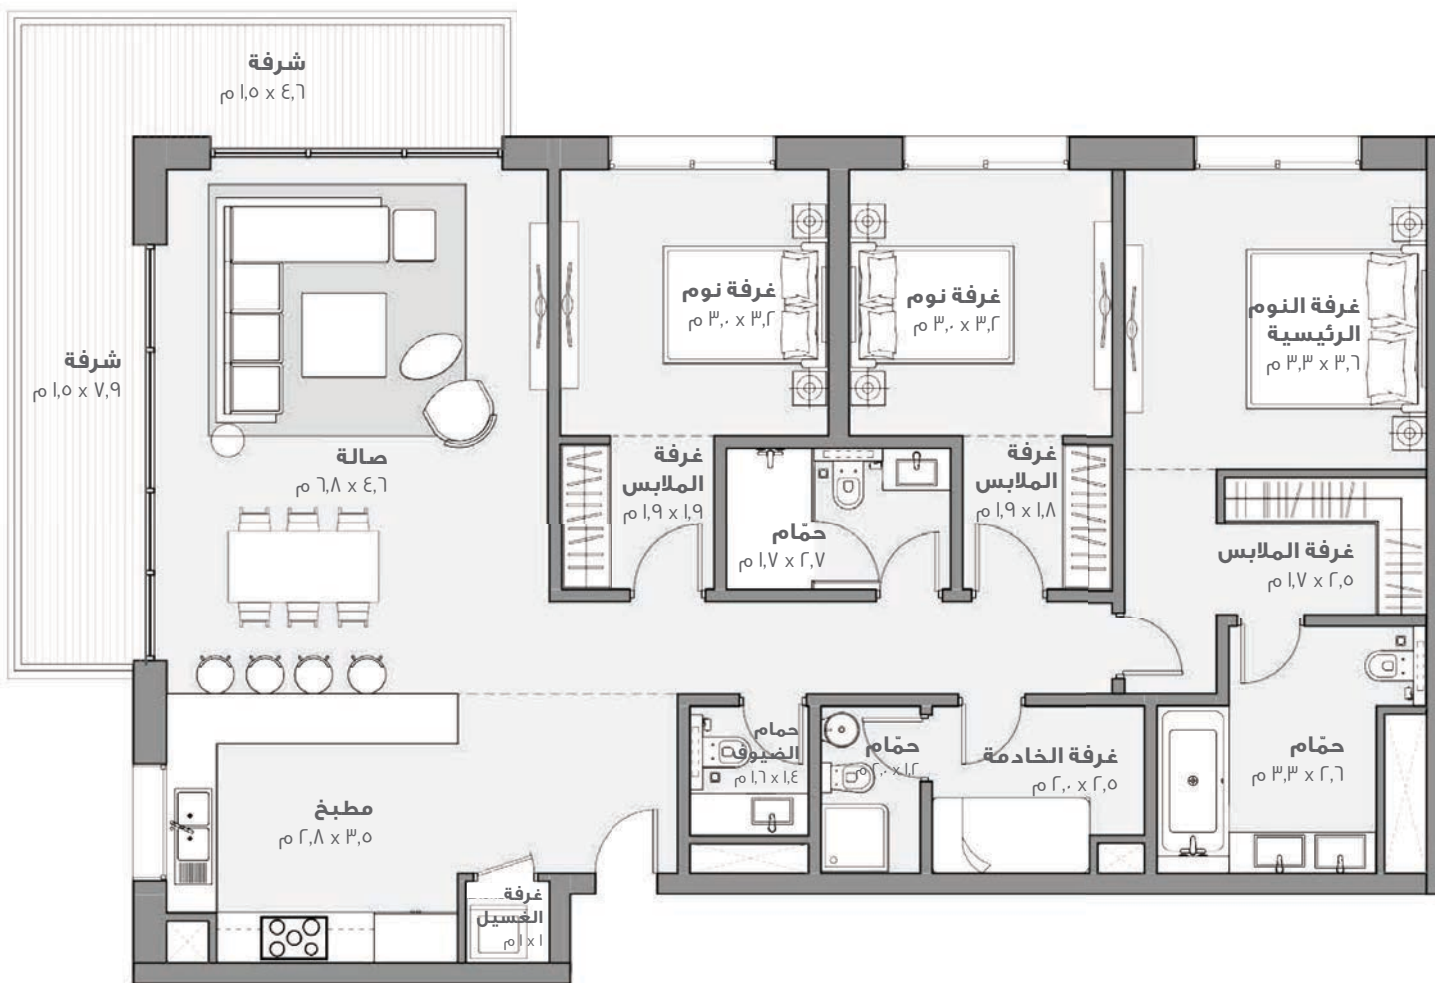 شرفة
١,٥ x ٤,٦ م
شرفة
١,٥ x ٧,٩ م
صالة
٦,٨ x ٤,٦ م
غرفة نوم
٣,٠ x ٣,٢ م
غرفة نوم
٣,٠ x ٣,٢ م
غرفة النوم
الرئيسية
٣,٣ x ٣,٦ م
غرفة
الملابس
١,٩ x ١,٩ م
حمّام
١,٧ x ٢,٧ م
غرفة
الملابس
١,٩ x ١,٨ م
غرفة الملابس
١,٧ x ٢,٥ م
مطبخ
٢,٨ x ٣,٥ م
غرفة
الغسيل
١ x ١ م
حمام
الضيوف
١,٦ x ١,٤ م
حمّام
٢,٠ x ١,٢ م
غرفة الخادمة
٢,٠ x ٢,٥ م
حمّام
٣,٣ x ٢,٦ م